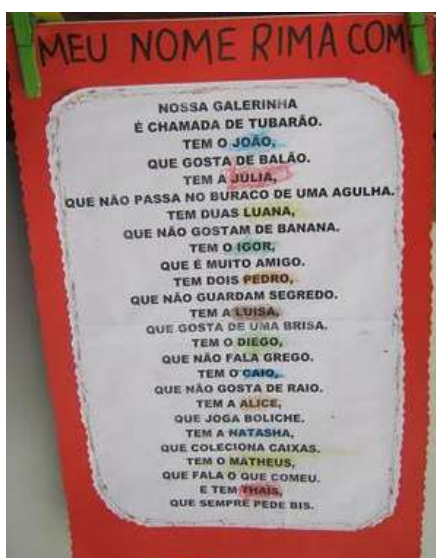 MEU NOME RIMA COM
NOSSA GALERINHA
É CHAMADA DE TUBARÃO.
TEM O JOÃO,
QUE GOSTA DE BALÃO.
TEM A JÚLIA,
QUE NÃO PASSA NO BURACO DE UMA AGULHA.
TEM DUAS LUANA,
QUE NÃO GOSTAM DE BANANA.
TEM O IGOR,
QUE É MUITO AMIGO.
TEM DOIS PEDRO,
QUE NÃO GUARDAM SEGREDO.
TEM A LUISA,
QUE GOSTA DE UMA BRISA.
TEM O DIEGO,
QUE NÃO FALA GREGO.
TEM O CAIO,
QUE NÃO GOSTA DE RAIO.
TEM A ALICE,
QUE JOGA BOLICHE.
TEM A NATASHA,
QUE COLECIONA CAIXAS.
TEM O MATHEUS,
QUE FALA O QUE COMEU.
E TEM THAIS,
QUE SEMPRE PEDE BIS.